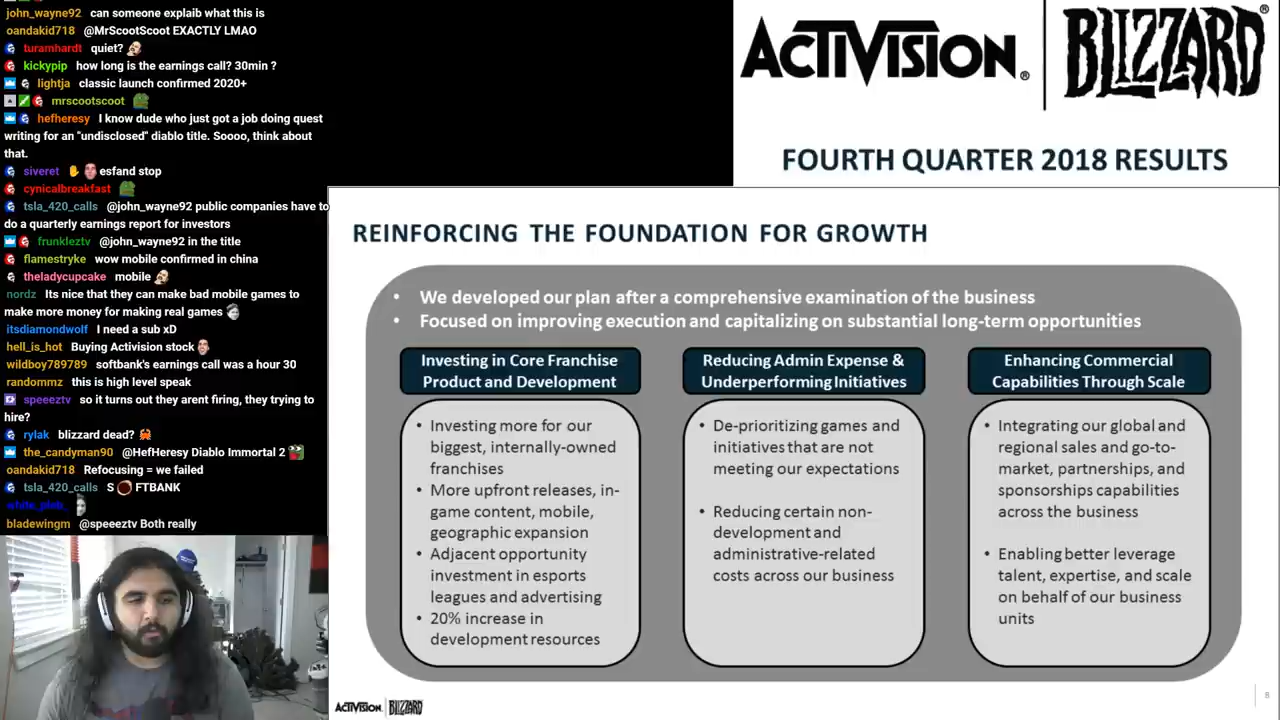 john_wayne92 can someone explaib what this is
oandakid718 @MrScootScoot EXACTLY LMAO
turamhardt quiet?
kickypip how long is the earnings call? 30min ?
lightja classic launch confirmed 2020+
mrscootscoot
hefheresy I know dude who just got a job doing quest
writing for an "undisclosed" diablo title. Soooo, think about
that.
siveret esfand stop
cynicalbreakfast
tsla_420_calls @john_wayne92 public companies have to
do a quarterly earnings report for investors
frunkleztv @john_wayne92 in the title
flamestryke wow mobile confirmed in china
theladycupcake mobile
nordz Its nice that they can make bad mobile games to
make more money for making real games
itsdiamondwolf I need a sub xD
hell_is_hot Buying Activision stock
wildboy789789 softbank's earnings call was a hour 30
randommz this is high level speak
speeeztv so it turns out they arent firing, they trying to
hire?
rylak blizzard dead?
the_candyman90 @HefHeresy Diablo Immortal 2
oandakid718 Refocusing = we failed
tsla_420_calls S FTBANK
white_pleb_
bladewingm @speeeztv Both really
ACTIVISION® BLIZZARD®
FOURTH QUARTER 2018 RESULTS
REINFORCING THE FOUNDATION FOR GROWTH
• We developed our plan after a comprehensive examination of the business
• Focused on improving execution and capitalizing on substantial long-term opportunities
Investing in Core Franchise
Product and Development
• Investing more for our
biggest, internally-owned
franchises
• More upfront releases, in-
game content, mobile,
geographic expansion
• Adjacent opportunity
investment in esports
leagues and advertising
• 20% increase in
development resources
Reducing Admin Expense &
Underperforming Initiatives
• De-prioritizing games and
initiatives that are not
meeting our expectations
• Reducing certain non-
development and
administrative-related
costs across our business
Enhancing Commercial
Capabilities Through Scale
• Integrating our global and
regional sales and go-to-
market, partnerships, and
sponsorships capabilities
across the business
• Enabling better leverage
talent, expertise, and scale
on behalf of our business
units
ACTIVISION BLIZZARD